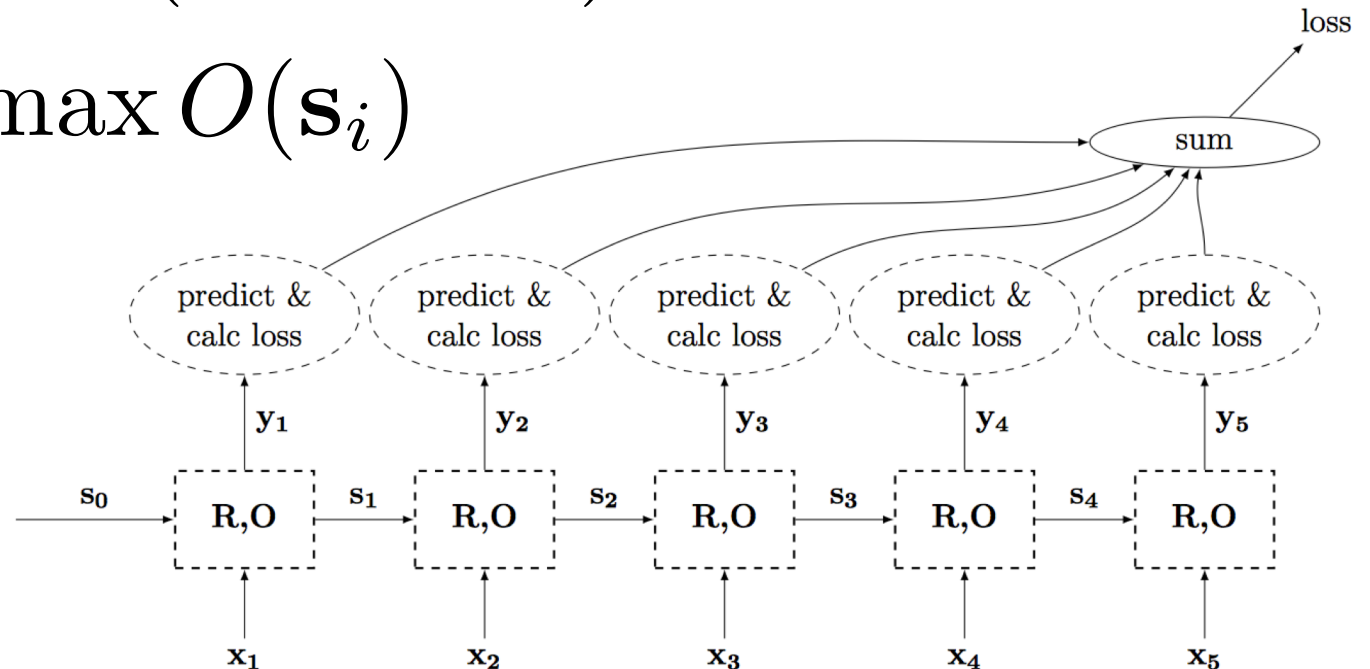 loss
max O(s_i)
sum
predict & predict & predict & predict & predict &
calc loss calc loss calc loss calc loss calc loss
y₁ y₂ y₃ y₄ y₅
s₀ s₁ s₂ s₃ s₄
R,O R,O R,O R,O R,O
x₁ x₂ x₃ x₄ x₅